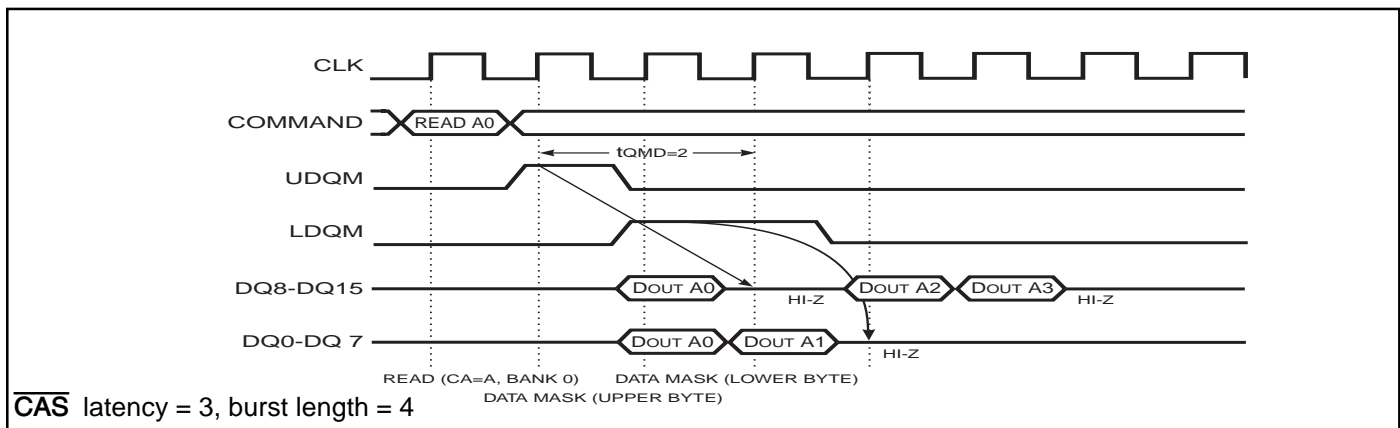 CLK
COMMAND READ A0
tQMD=2
UDQM
LDQM
DQ8-DQ15 DOUT A0 HI-Z DOUT A2 DOUT A3 HI-Z
DQ0-DQ 7 DOUT A0 DOUT A1 HI-Z
READ (CA=A, BANK 0) DATA MASK (LOWER BYTE)
DATA MASK (UPPER BYTE)
CAS latency = 3, burst length = 4